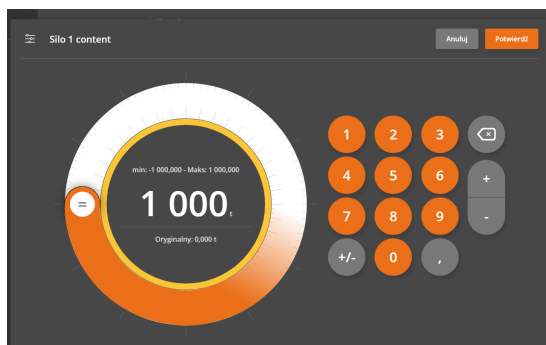 Silo 1 content
Anuluj
Potwierdź
min: -1 000,000 - Maks: 1 000,000
1 000 t
Oryginalny: 0,000 t
=
1 2 3
4 5 6 +
7 8 9 -
+/- 0 ,